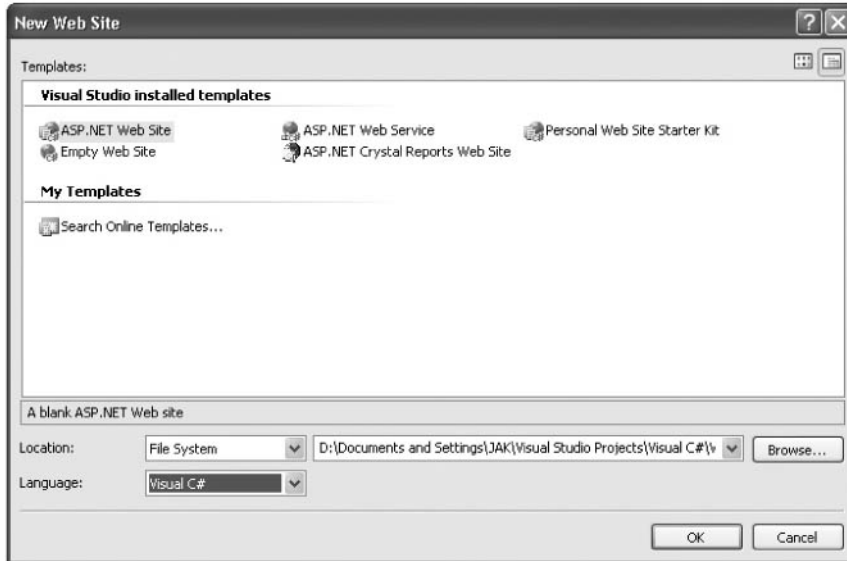 New Web Site
Templates:
Visual Studio installed templates
ASP.NET Web Site
ASP.NET Web Service
Personal Web Site Starter Kit
Empty Web Site
ASP.NET Crystal Reports Web Site
My Templates
Search Online Templates...
A blank ASP.NET Web site
Location:
File System
D:\Documents and Settings\JAK\Visual Studio Projects\Visual C#\
Browse...
Language:
Visual C#
OK
Cancel